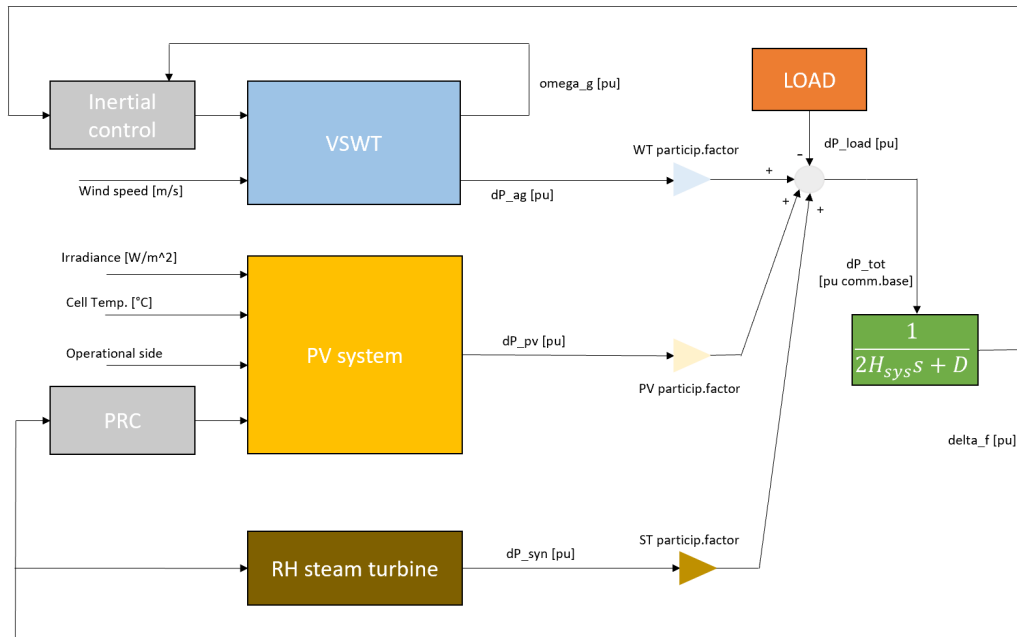 Inertial
control
VSWT
omega_g [pu]
LOAD
WT particip.factor
dP_load [pu]
-
+
Wind speed [m/s]
dP_ag [pu]
+
+
Irradiance [W/m^2]
Cell Temp. [°C]
Operational side
PV system
dP_pv [pu]
PV particip.factor
dP_tot
[pu comm.base]
1
2H_{sys}s + D
PRC
delta_f [pu]
RH steam turbine
dP_syn [pu]
ST particip.factor